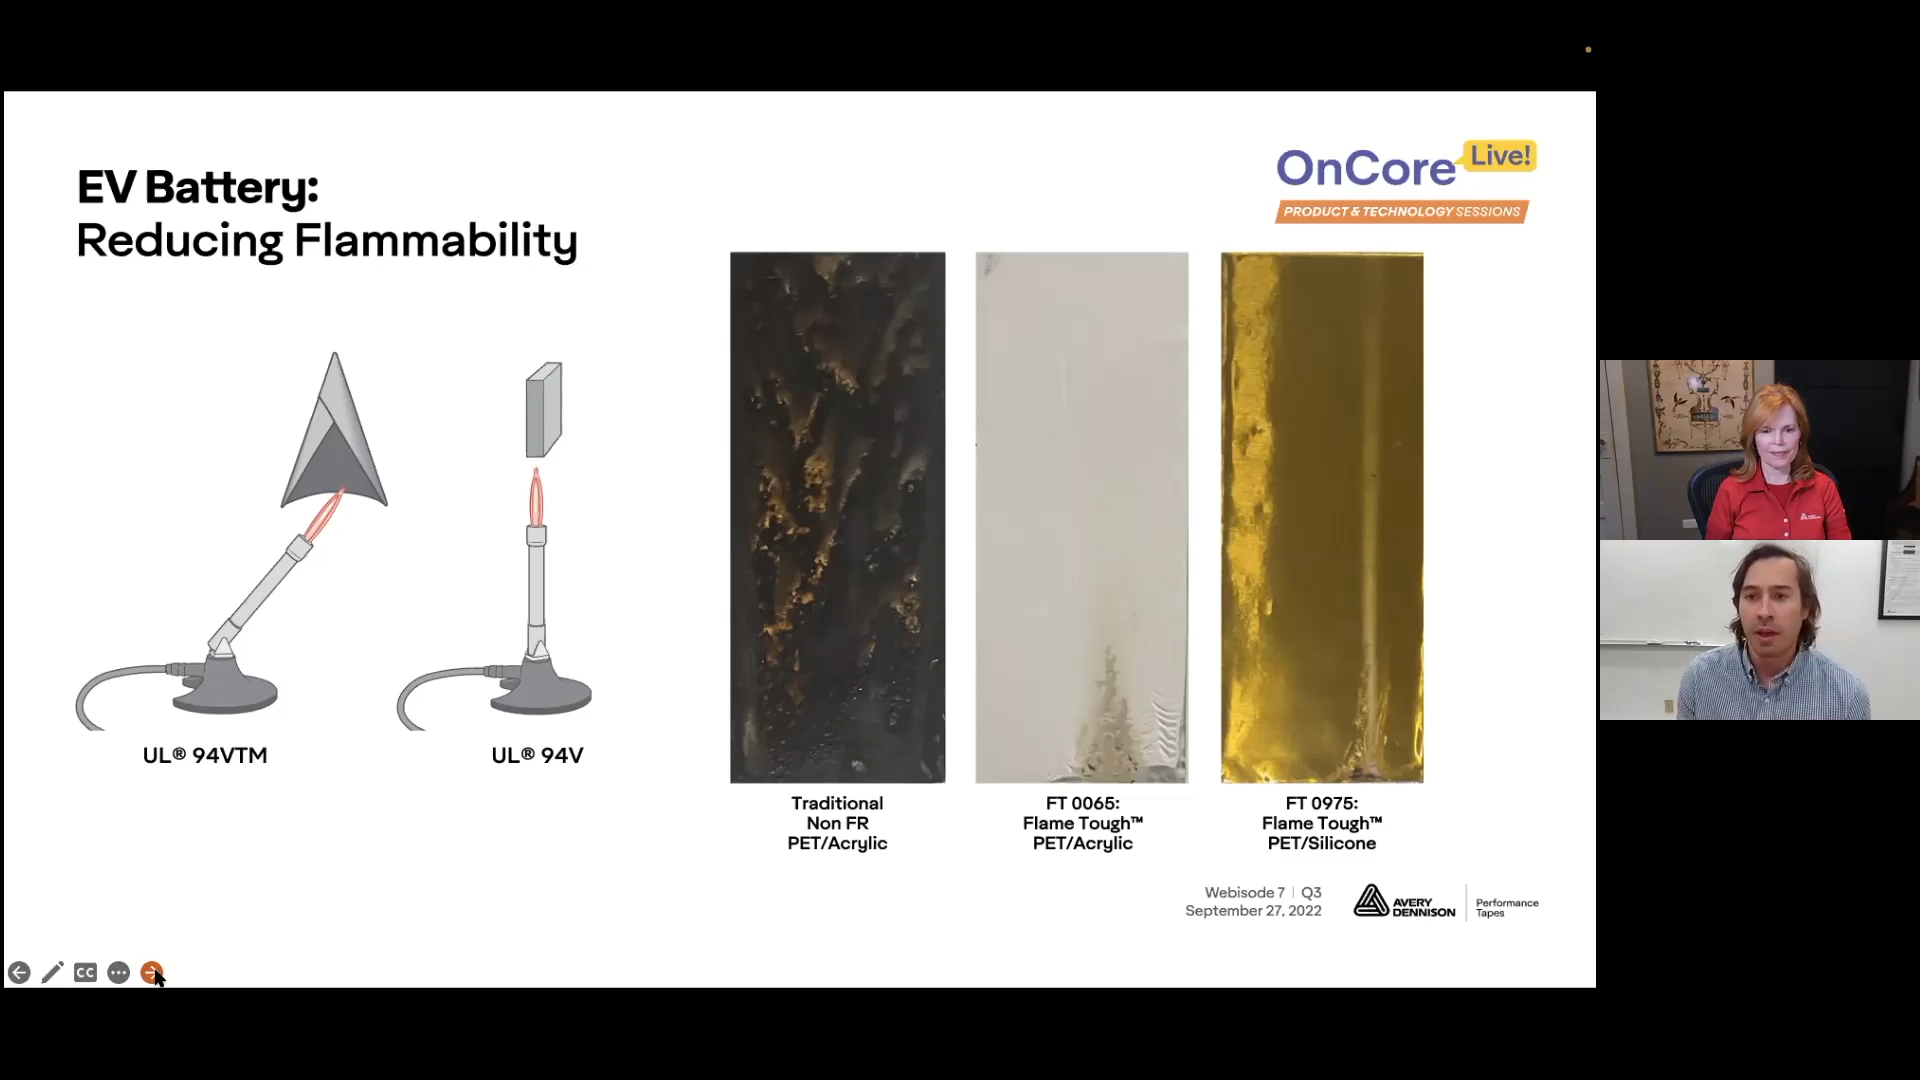 EV Battery:
Reducing Flammability
OnCore Live!
PRODUCT & TECHNOLOGY SESSIONS
UL® 94VTM
UL® 94V
Traditional
Non FR
PET/Acrylic
FT 0065:
Flame Tough™
PET/Acrylic
FT 0975:
Flame Tough™
PET/Silicone
Webisode 7 | Q3
September 27, 2022
AVERY
DENNISON
Performance
Tapes
CC